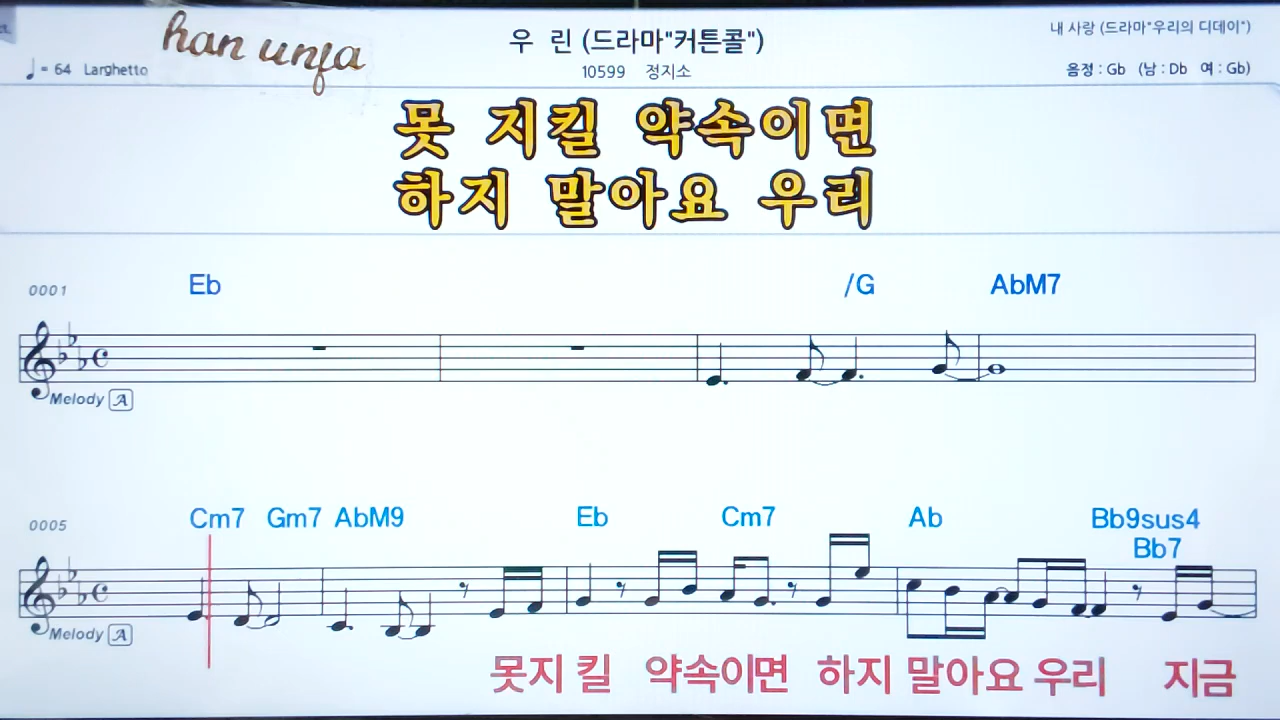 han unja
우 린 (드라마"커튼콜")
내 사랑 (드라마"우리의 디데이")
♩= 64 Larghetto
10599 정지소
음정 : Gb (남 : Db 여 : Gb)
못 지킬 약속이면
하지 말아요 우리
0001 Eb /G AbM7
Melody A
0005 Cm7 Gm7 AbM9 Eb Cm7 Ab Bb9sus4
Bb7
Melody A
못지 킬 약속이면 하지 말아요 우리 지금